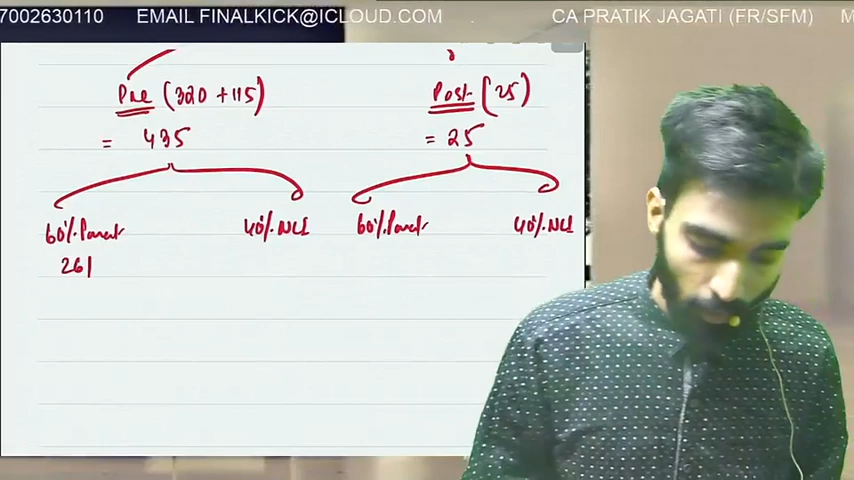 7002630110 EMAIL FINALKICK@ICLOUD.COM CA PRATIK JAGATI (FR/SFM) M
Pre (320 + 115) Post (25)
= 435 = 25
60% Parent 40% NCI 60% Parent 40% NCI
261